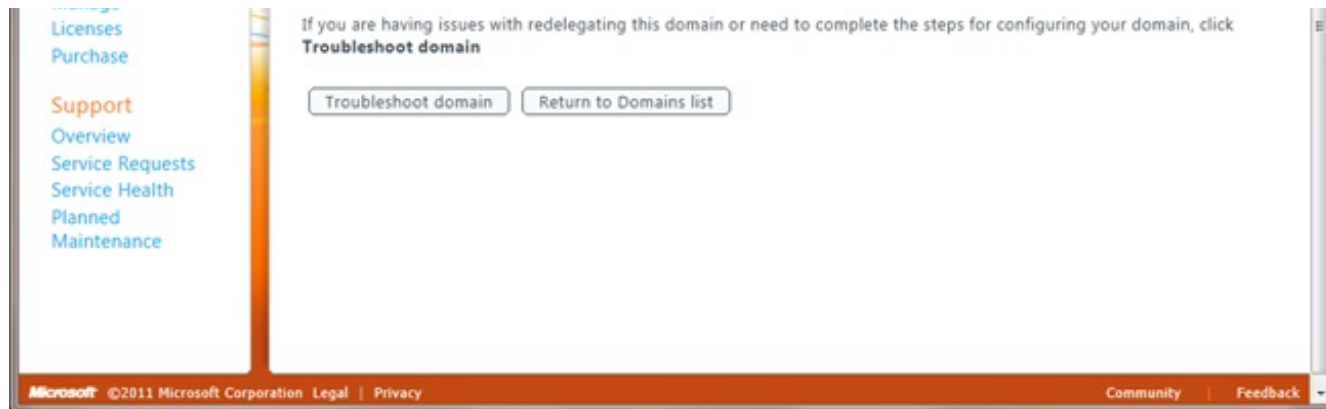 Licenses
Purchase
Support
Overview
Service Requests
Service Health
Planned
Maintenance
If you are having issues with redelegating this domain or need to complete the steps for configuring your domain, click
Troubleshoot domain
Troubleshoot domain Return to Domains list
Microsoft ©2011 Microsoft Corporation Legal | Privacy Community | Feedback